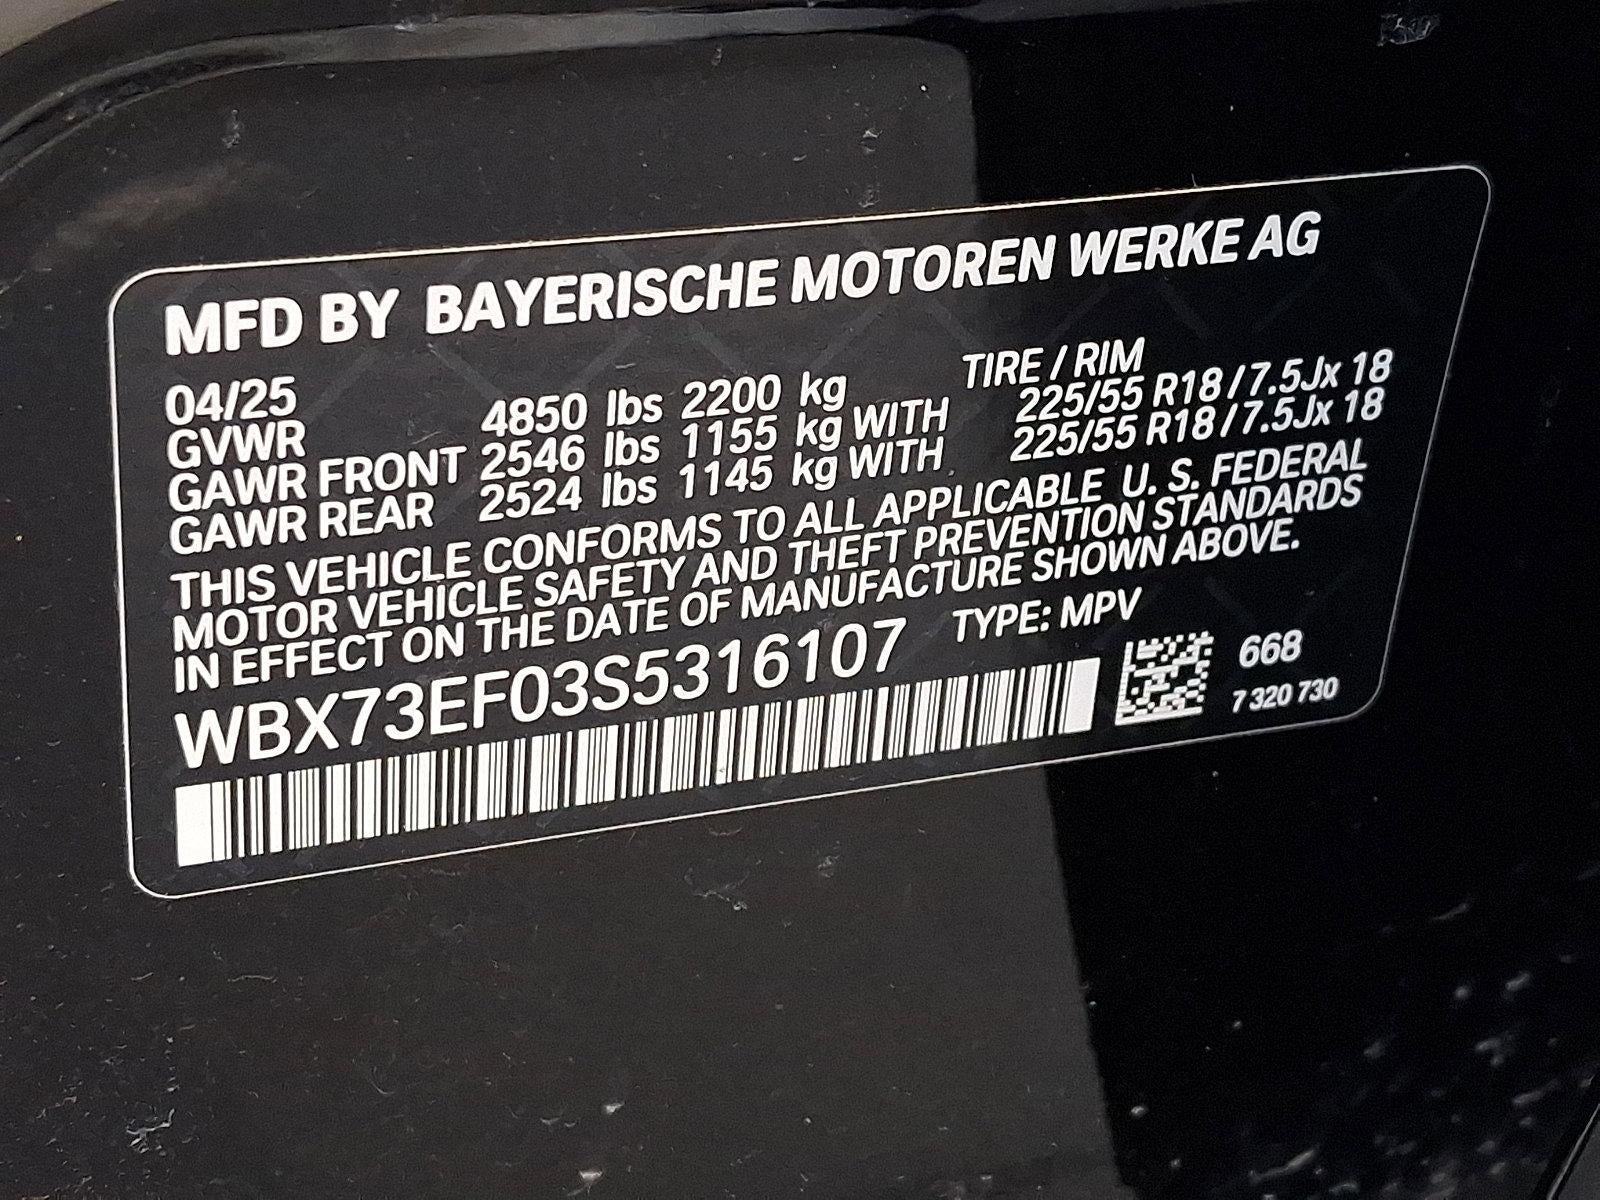 MFD BY BAYERISCHE MOTOREN WERKE AG
04/25 TIRE / RIM
GVWR 4850 lbs 2200 kg
GAWR FRONT 2546 lbs 1155 kg WITH 225/55 R18 / 7.5Jx 18
GAWR REAR 2524 lbs 1145 kg WITH 225/55 R18 / 7.5Jx 18
THIS VEHICLE CONFORMS TO ALL APPLICABLE U. S. FEDERAL
MOTOR VEHICLE SAFETY AND THEFT PREVENTION STANDARDS
IN EFFECT ON THE DATE OF MANUFACTURE SHOWN ABOVE.
WBX73EF03S5316107 TYPE: MPV
668
7 320 730